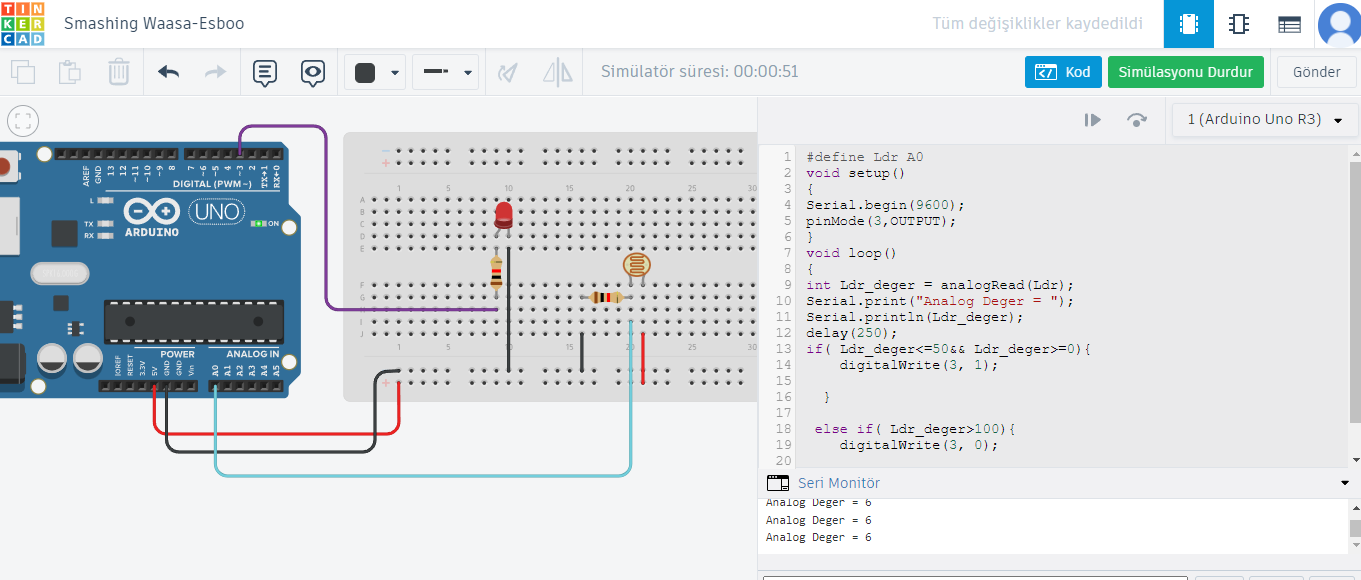 TIN
KER
CAD
Smashing Waasa-Esboo
Tüm değişiklikler kaydedildi
Simülatör süresi: 00:00:51
Kod
Simülasyonu Durdur
Gönder
1 (Arduino Uno R3)
AREF
GND
13
12
~11
~10
~9
8
7
~6
~5
4
~3
2
TX→1
RX←0
DIGITAL (PWM~)
L
TX
RX
ARDUINO
UNO
ON
POWER
ANALOG IN
IOREF
RESET
3.3V
5V
GND
GND
Vin
A0
A1
A2
A3
A4
A5
1 5 10 15 20 25 30
A
B
C
D
E
F
G
H
I
J
1 5 10 15 20 25 30
1 #define Ldr A0
2 void setup()
3 {
4 Serial.begin(9600);
5 pinMode(3,OUTPUT);
6 }
7 void loop()
8 {
9 int Ldr_deger = analogRead(Ldr);
10 Serial.print("Analog Deger = ");
11 Serial.println(Ldr_deger);
12 delay(250);
13 if( Ldr_deger<=50&& Ldr_deger>=0){
14 digitalWrite(3, 1);
15
16 }
17
18 else if( Ldr_deger>100){
19 digitalWrite(3, 0);
20
Seri Monitör
Analog Deger = 6
Analog Deger = 6
Analog Deger = 6